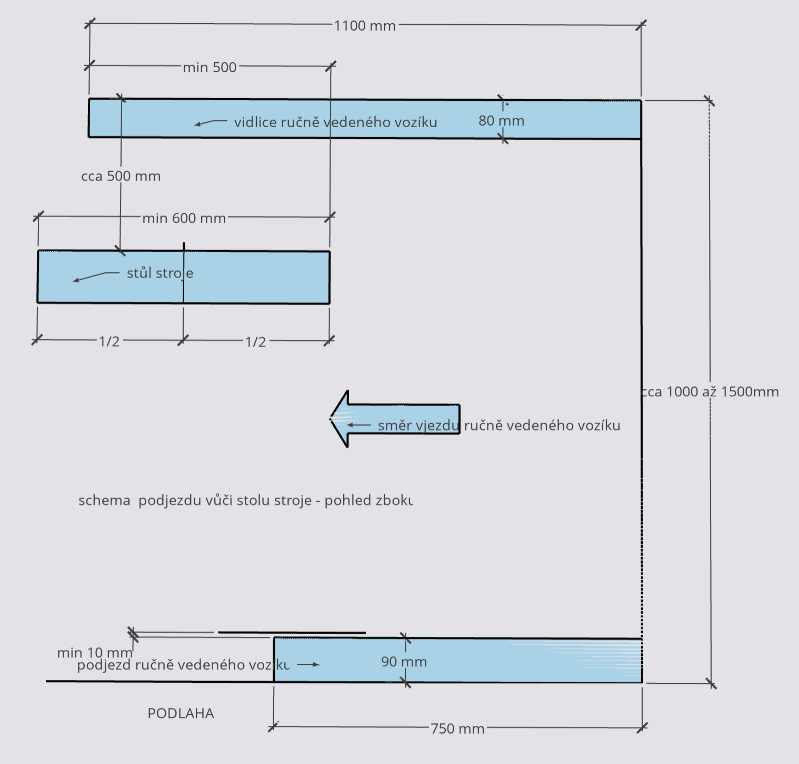 1100 mm
min 500
vidlice ručně vedeného vozíku
80 mm
cca 500 mm
min 600 mm
stůl stroje
1/2
1/2
cca 1000 až 1500mm
směr vjezdu ručně vedeného vozíku
schema podjezdu vůči stolu stroje - pohled zboku
min 10 mm
podjezd ručně vedeného vozíku
90 mm
PODLAHA
750 mm